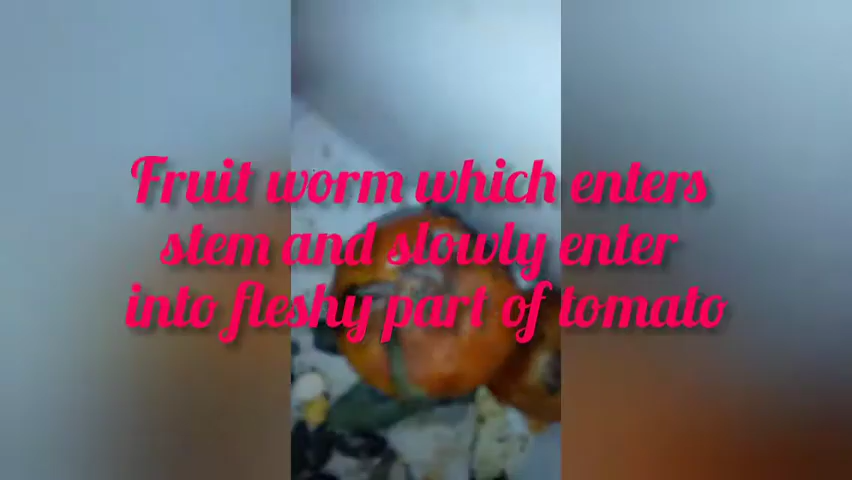 Fruit worm which enters
stem and slowly enter
into fleshy part of tomato